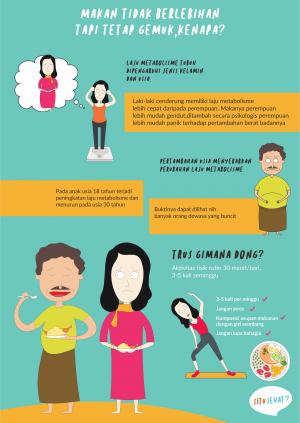 MAKAN TIDAK BERLEBIHAN
TAPI TETAP GEMUK,KENAPA?
LAJU METABOLISME TUBUH
DIPENGARUHI JENIS KELAMIN
DAN USIA.
Laki-laki cenderung memiliki laju metabolisme
lebih cepat daripada perempuan. Makanya perempuan
lebih mudah gendut,ditambah secara psikologis perempuan
lebih mudah panik terhadap pertambahan berat badannya
PERTAMBAHAN USIA MENYEBABKAN
PERUBAHAN LAJU METABOLISME
Pada anak usia 18 tahun terjadi
peningkatan laju metabolisme dan
menurun pada usia 30 tahun
Buktinya dapat dilihat nih
banyak orang dewasa yang buncit
TRUS GIMANA DONG?
Aktivitas fisik rutin 30 menit/hari,
3-5 kali seminggu
3-5 kali per minggu
Jangan stres
Komposisi asupan makanan
dengan gizi seimbang
Jangan lupa bahagia
SETUSEHAT?